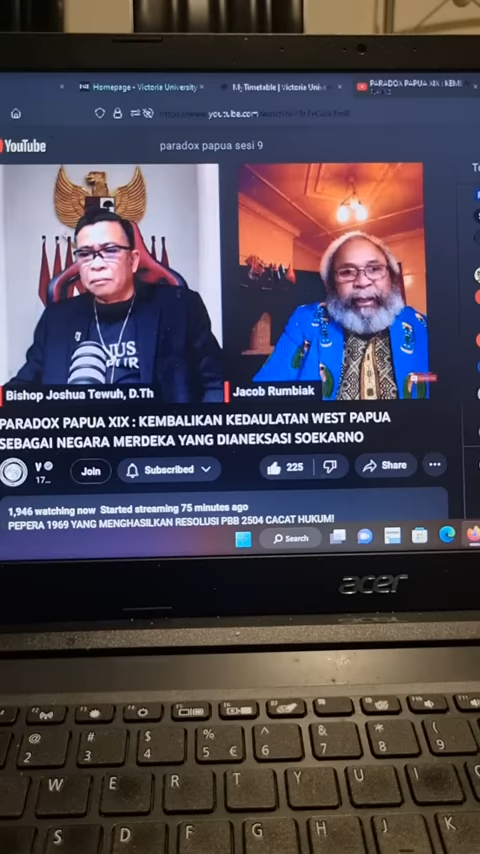 Homepage - Victoria University
My Timetable | Victoria Univ
PARADOX PAPUA XIX : KEMB
YouTube
paradox papua sesi 9
Bishop Joshua Tewuh, D.Th
Jacob Rumbiak
PARADOX PAPUA XIX : KEMBALIKAN KEDAULATAN WEST PAPUA
SEBAGAI NEGARA MERDEKA YANG DIANEKSASI SOEKARNO
V
17...
Join
Subscribed
225
Share
1,946 watching now Started streaming 75 minutes ago
PEPERA 1969 YANG MENGHASILKAN RESOLUSI PBB 2504 CACAT HUKUM!
Search
acer
@ # $ % ^ & * (
2 3 4 5 € 6 7 8 9
W E R T Y U I
S D F G H J K